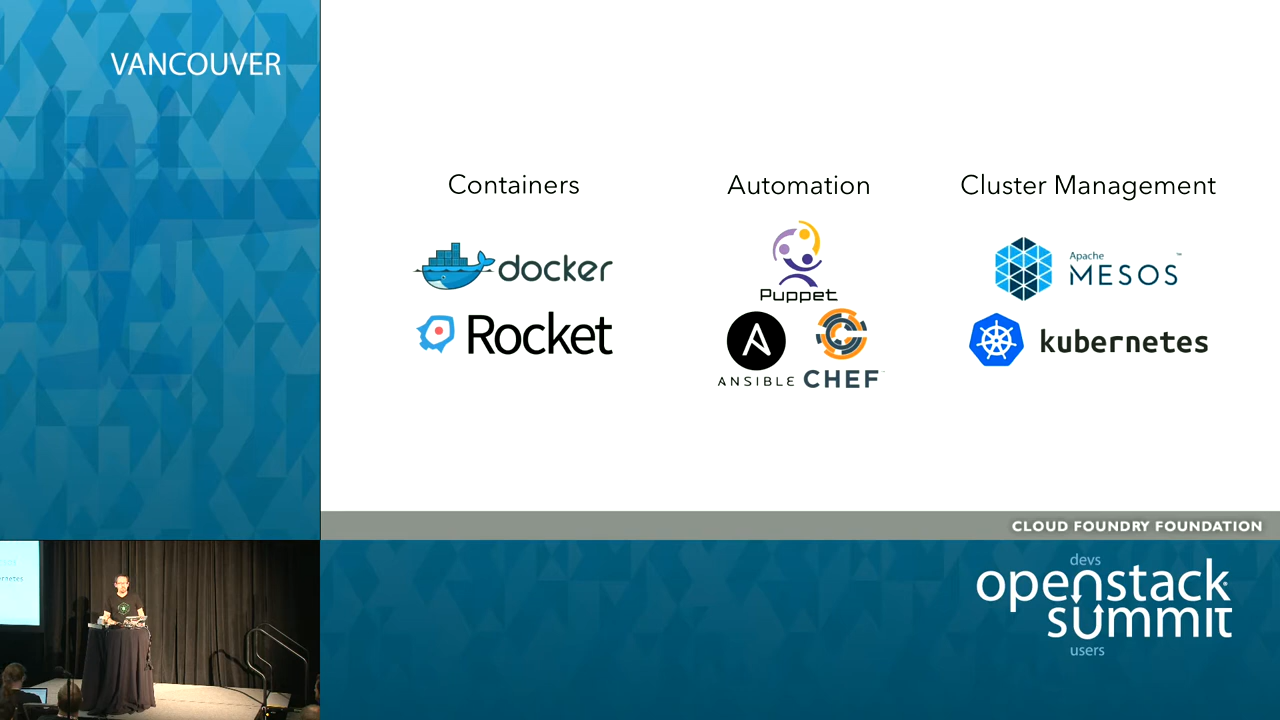 VANCOUVER
Containers
Automation
Cluster Management
docker
Rocket
Puppet
ANSIBLE
CHEF
Apache
MESOS™
kubernetes
CLOUD FOUNDRY FOUNDATION
devs
openstack
summit
users